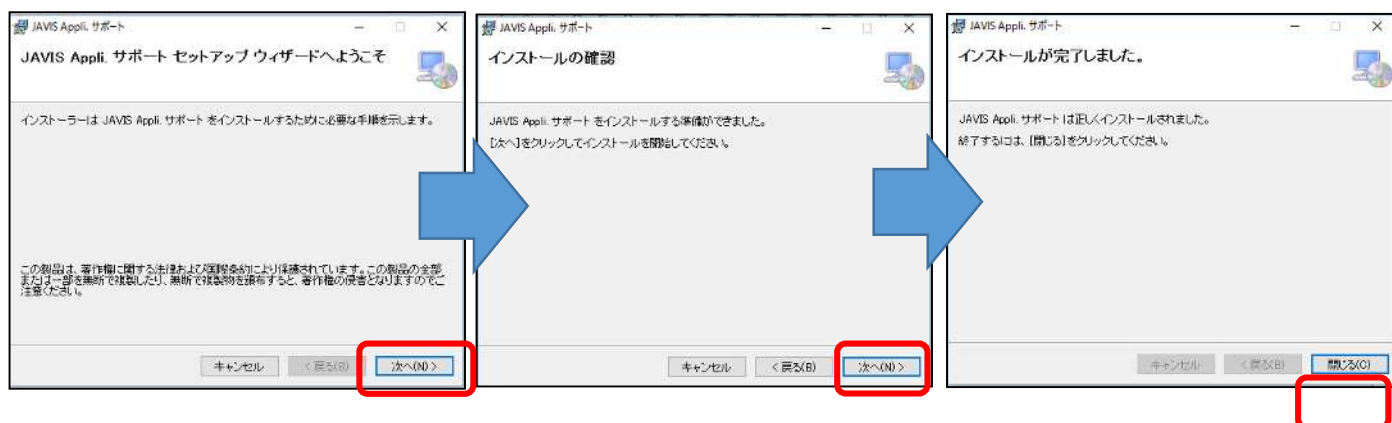 JAVIS Appli. サポート
JAVIS Appli. サポート セットアップ ウィザードへようこそ
インストーラーは JAVIS Appli. サポート をインストールするために必要な手順を示します。
この製品は、著作権に関する法律および国際条約により保護されています。この製品の全部
または一部を無断で複製したり、無断で複製物を頒布すると、著作権の侵害となりますのでご
注意ください。
キャンセル
< 戻る(B)
次へ(N) >
JAVIS Appli. サポート
インストールの確認
JAVIS Appli. サポート をインストールする準備ができました。
[次へ]をクリックしてインストールを開始してください。
キャンセル
< 戻る(B)
次へ(N) >
JAVIS Appli. サポート
インストールが完了しました。
JAVIS Appli. サポート は正しくインストールされました。
終了するには、[閉じる]をクリックしてください。
キャンセル
< 戻る(B)
閉じる(C)